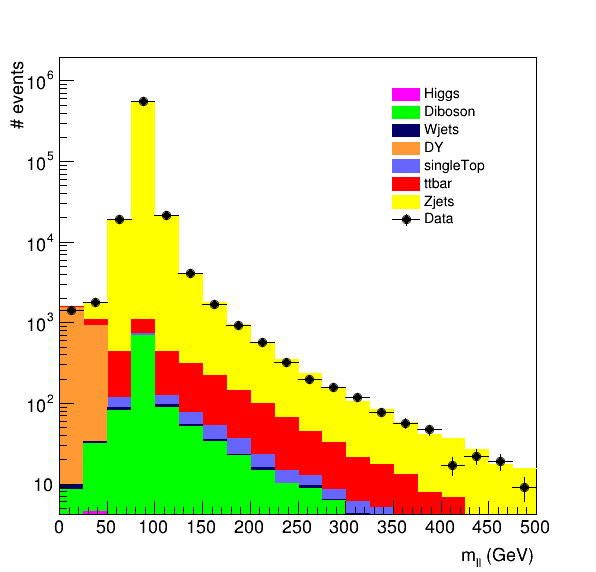 # events
10^6
10^5
10^4
10^3
10^2
10
Higgs
Diboson
Wjets
DY
singleTop
ttbar
Zjets
Data
0 50 100 150 200 250 300 350 400 450 500
m_ll (GeV)